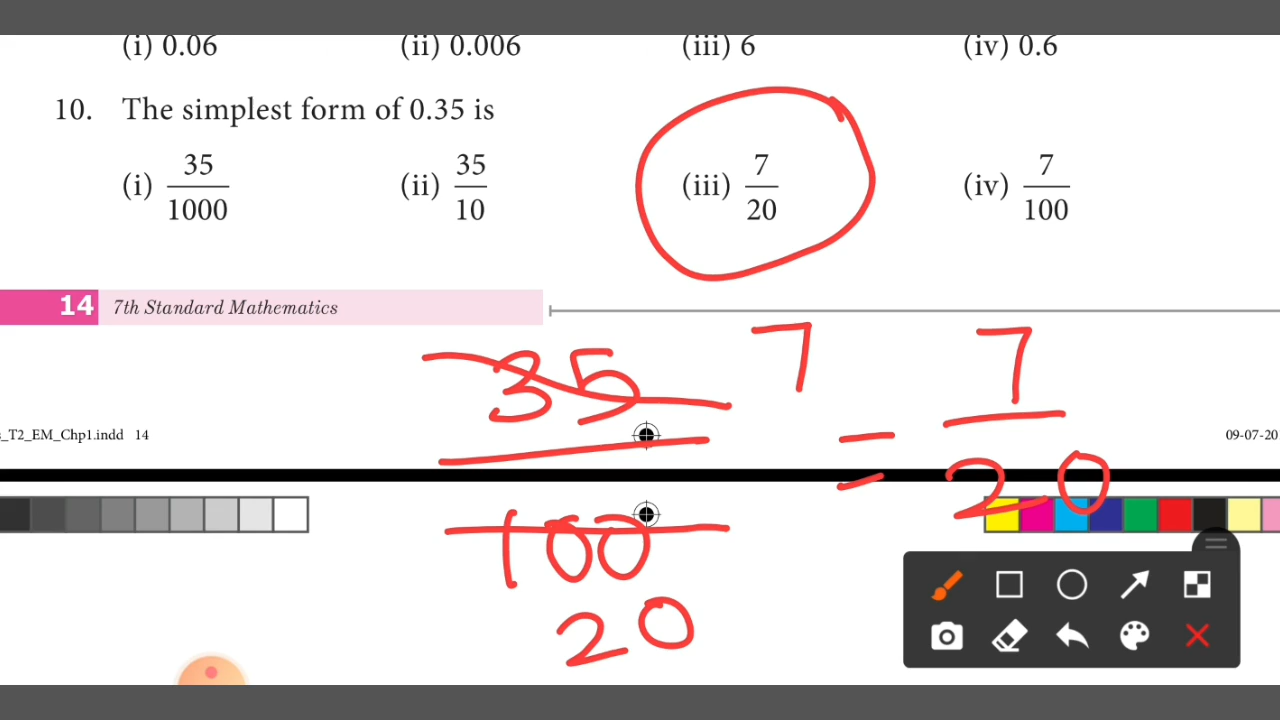 (i) 0.06 (ii) 0.006 (iii) 6 (iv) 0.6
10. The simplest form of 0.35 is
(i) 35/1000 (ii) 35/10 (iii) 7/20 (iv) 7/100
14 7th Standard Mathematics
35 7
100
20
= 7/20
s_T2_EM_Chp1.indd 14 09-07-20